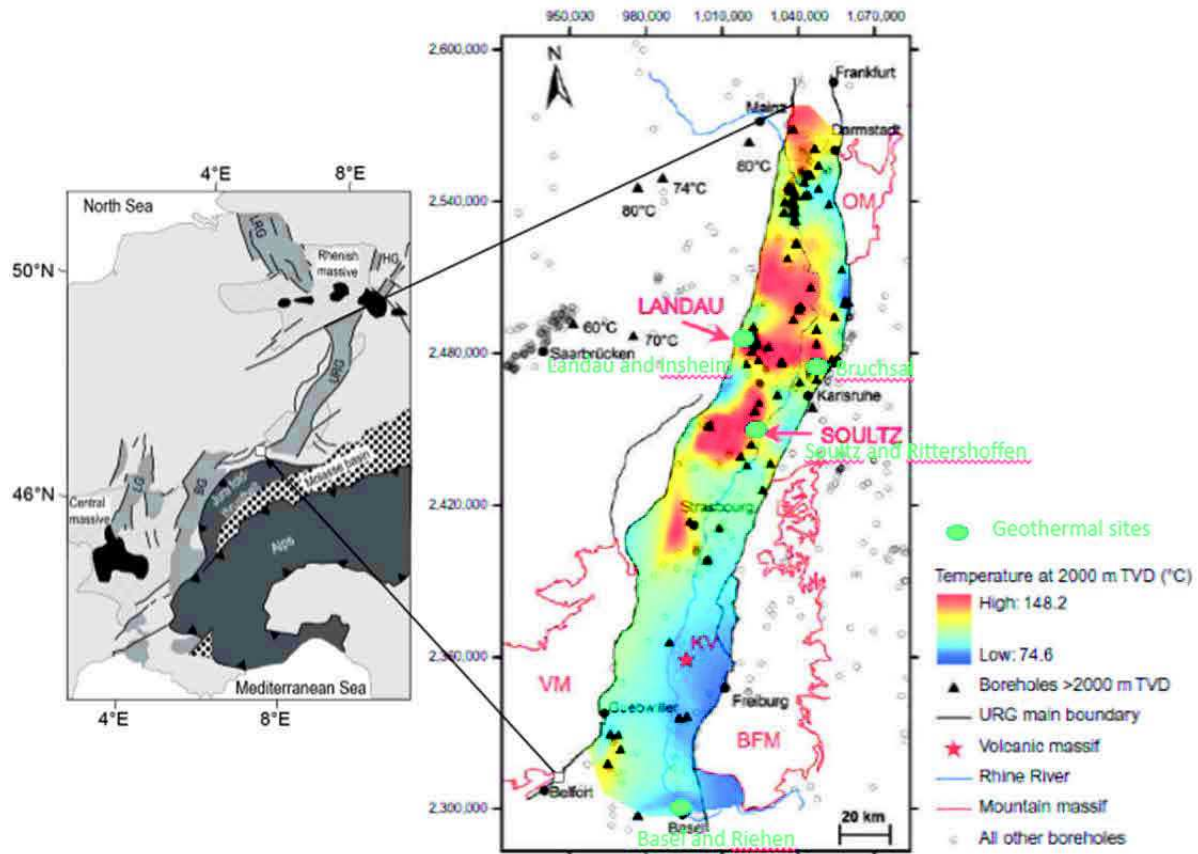 4°E
8°E
North Sea
LRG
Rhenish
massive
HG
50°N
URG
46°N
LG
BG
Molasse basin
Central
massive
Alps
Mediterranean Sea
4°E
8°E
950,000
980,000
1,010,000
1,040,000
1,070,000
2,600,000
2,540,000
2,480,000
2,420,000
2,360,000
2,300,000
N
Frankfurt
Mainz
Darmstadt
80°C
74°C
80°C
OM
LANDAU
60°C
70°C
Saarbrücken
Landau and Insheim
Bruchsal
Karlsruhe
SOULTZ
Soultz and Rittershoffen
Strasbourg
KV
VM
Guebwiller
Freiburg
BFM
Belfort
Basel
Basel and Riehen
20 km
Geothermal sites
Temperature at 2000 m TVD (°C)
High: 148.2
Low: 74.6
Boreholes >2000 m TVD
URG main boundary
Volcanic massif
Rhine River
Mountain massif
All other boreholes